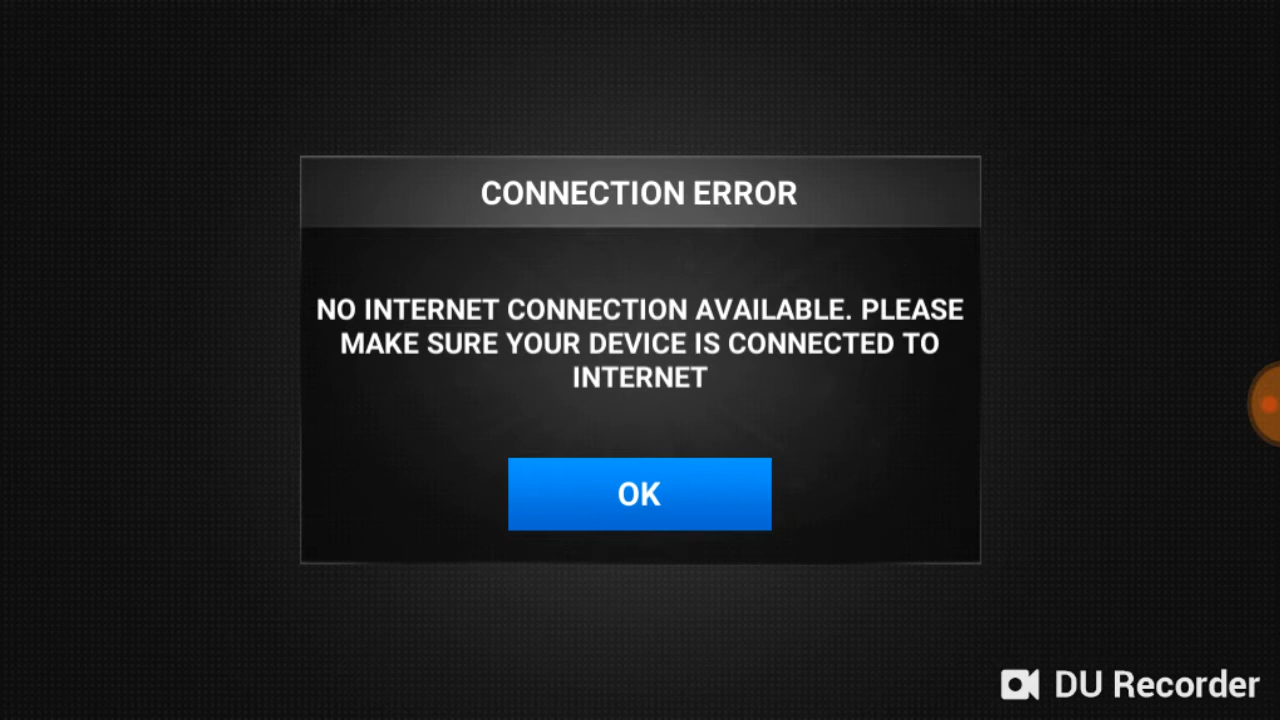 CONNECTION ERROR
NO INTERNET CONNECTION AVAILABLE. PLEASE
MAKE SURE YOUR DEVICE IS CONNECTED TO
INTERNET
OK
DU Recorder